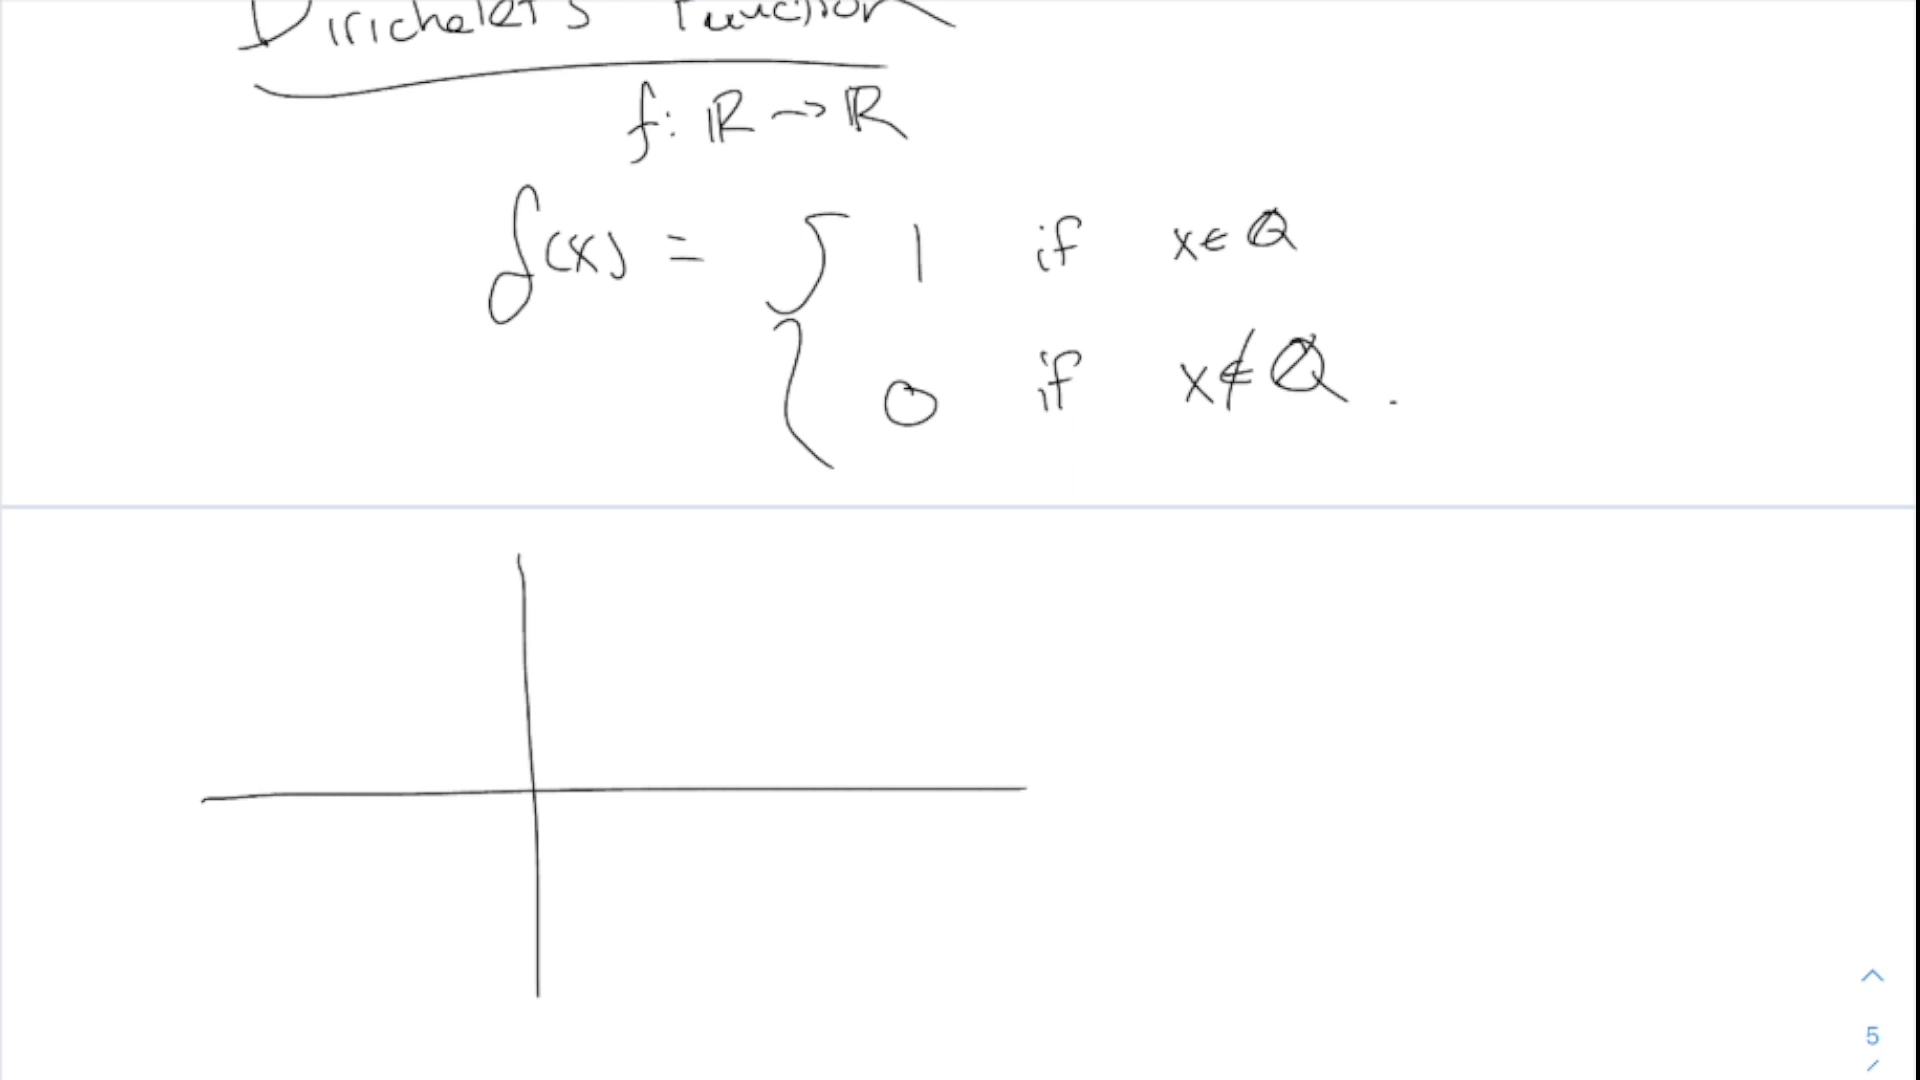 Dirichelet's Function
f: ℝ → ℝ
f(x) = { 1 if x ∈ ℚ
0 if x ∉ ℚ .
5